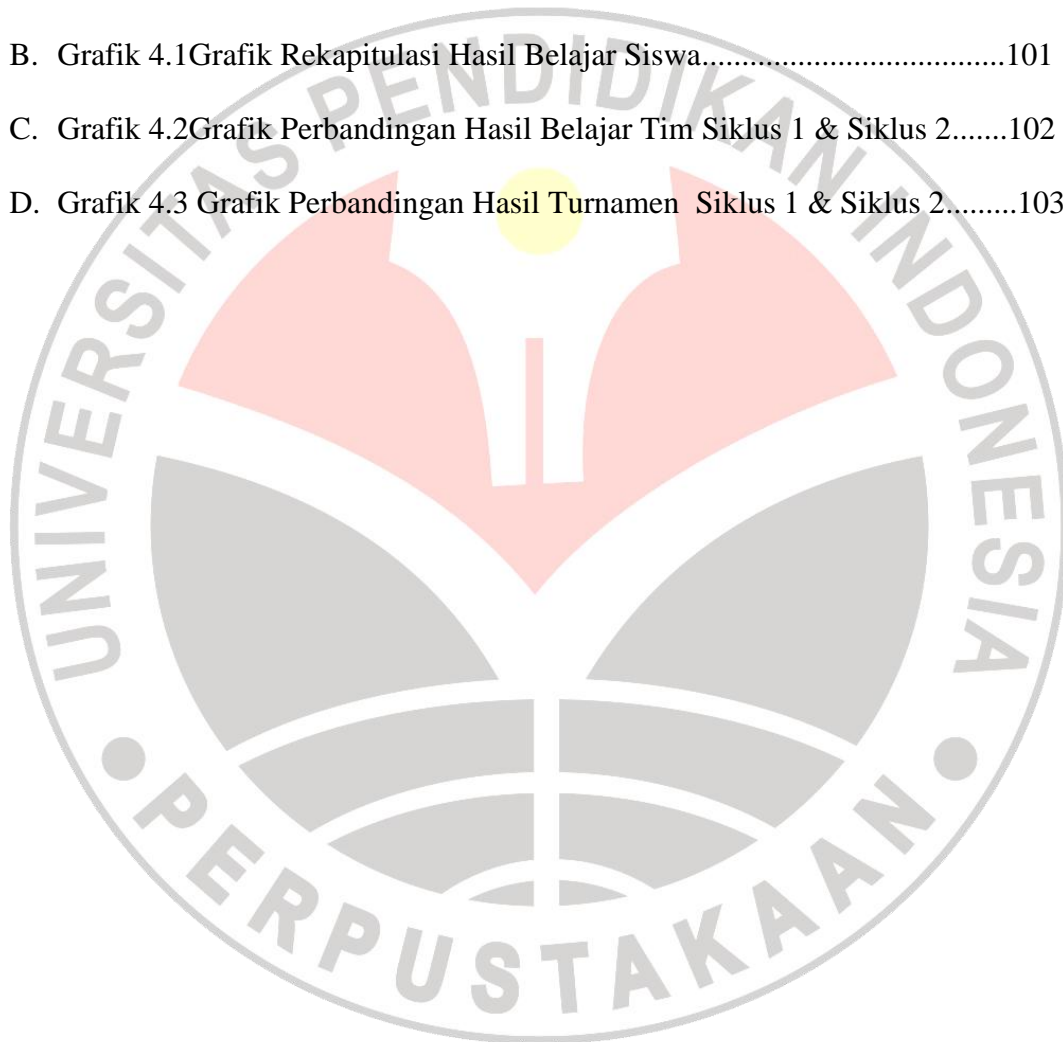 B. Grafik 4.1Grafik Rekapitulasi Hasil Belajar Siswa...................................101
C. Grafik 4.2Grafik Perbandingan Hasil Belajar Tim Siklus 1 & Siklus 2.......102
D. Grafik 4.3 Grafik Perbandingan Hasil Turnamen  Siklus 1 & Siklus 2.........103
UNIVERSITAS PENDIDIKAN INDONESIA
PERPUSTAKAAN